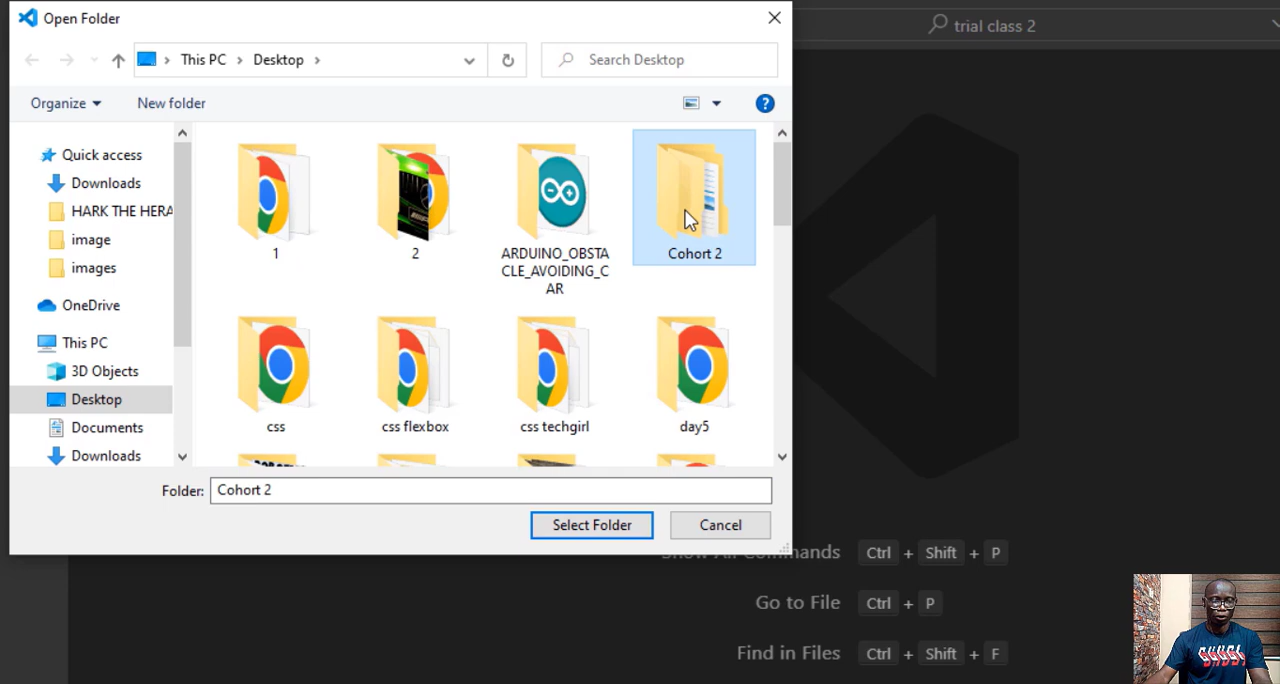 Open Folder
trial class 2
This PC
Desktop
Search Desktop
Organize
New folder
?
Quick access
Downloads
HARK THE HERA
image
images
OneDrive
This PC
3D Objects
Desktop
Documents
Downloads
1
2
ARDUINO_OBSTA
CLE_AVOIDING_C
AR
Cohort 2
css
css flexbox
css techgirl
day5
Folder: Cohort 2
Select Folder
Cancel
Show All Commands Ctrl + Shift + P
Go to File Ctrl + P
Find in Files Ctrl + Shift + F